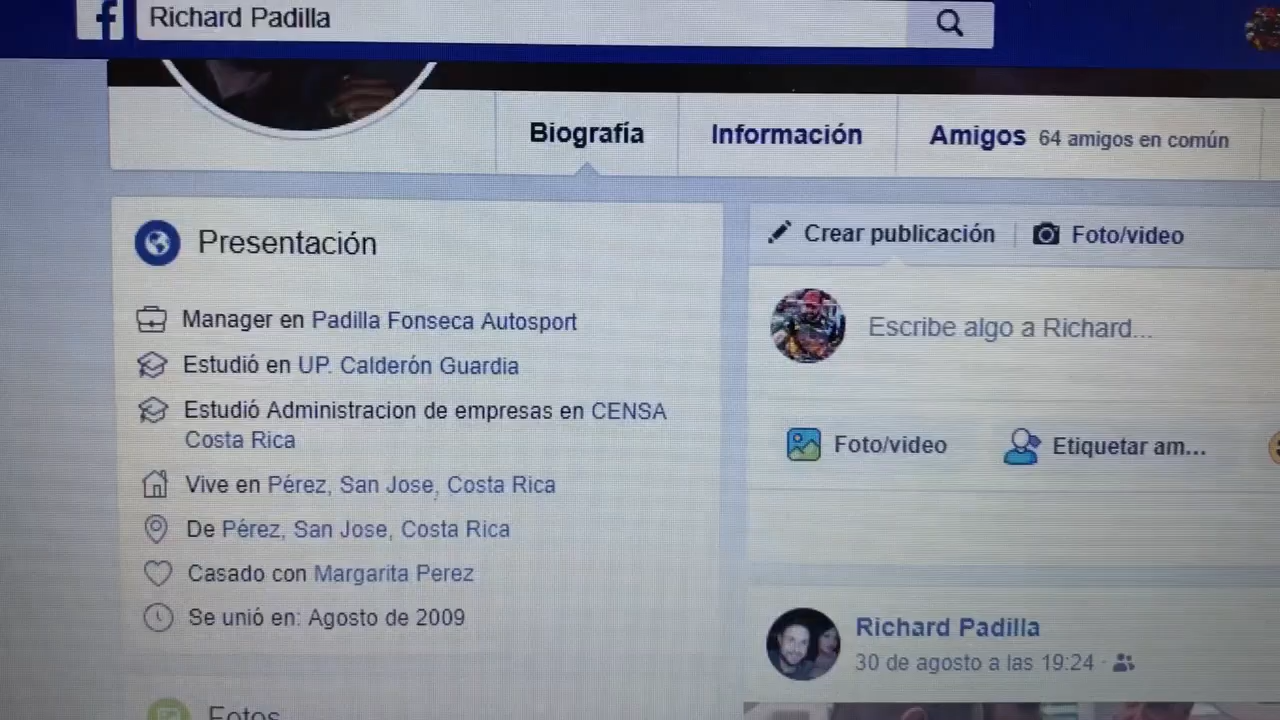 Richard Padilla
Biografía
Información
Amigos 64 amigos en común
Presentación
Manager en Padilla Fonseca Autosport
Estudió en UP. Calderón Guardia
Estudió Administracion de empresas en CENSA
Costa Rica
Vive en Pérez, San Jose, Costa Rica
De Pérez, San Jose, Costa Rica
Casado con Margarita Perez
Se unió en: Agosto de 2009
Fotos
Crear publicación
Foto/video
Escribe algo a Richard...
Foto/video
Etiquetar am...
Richard Padilla
30 de agosto a las 19:24 ·